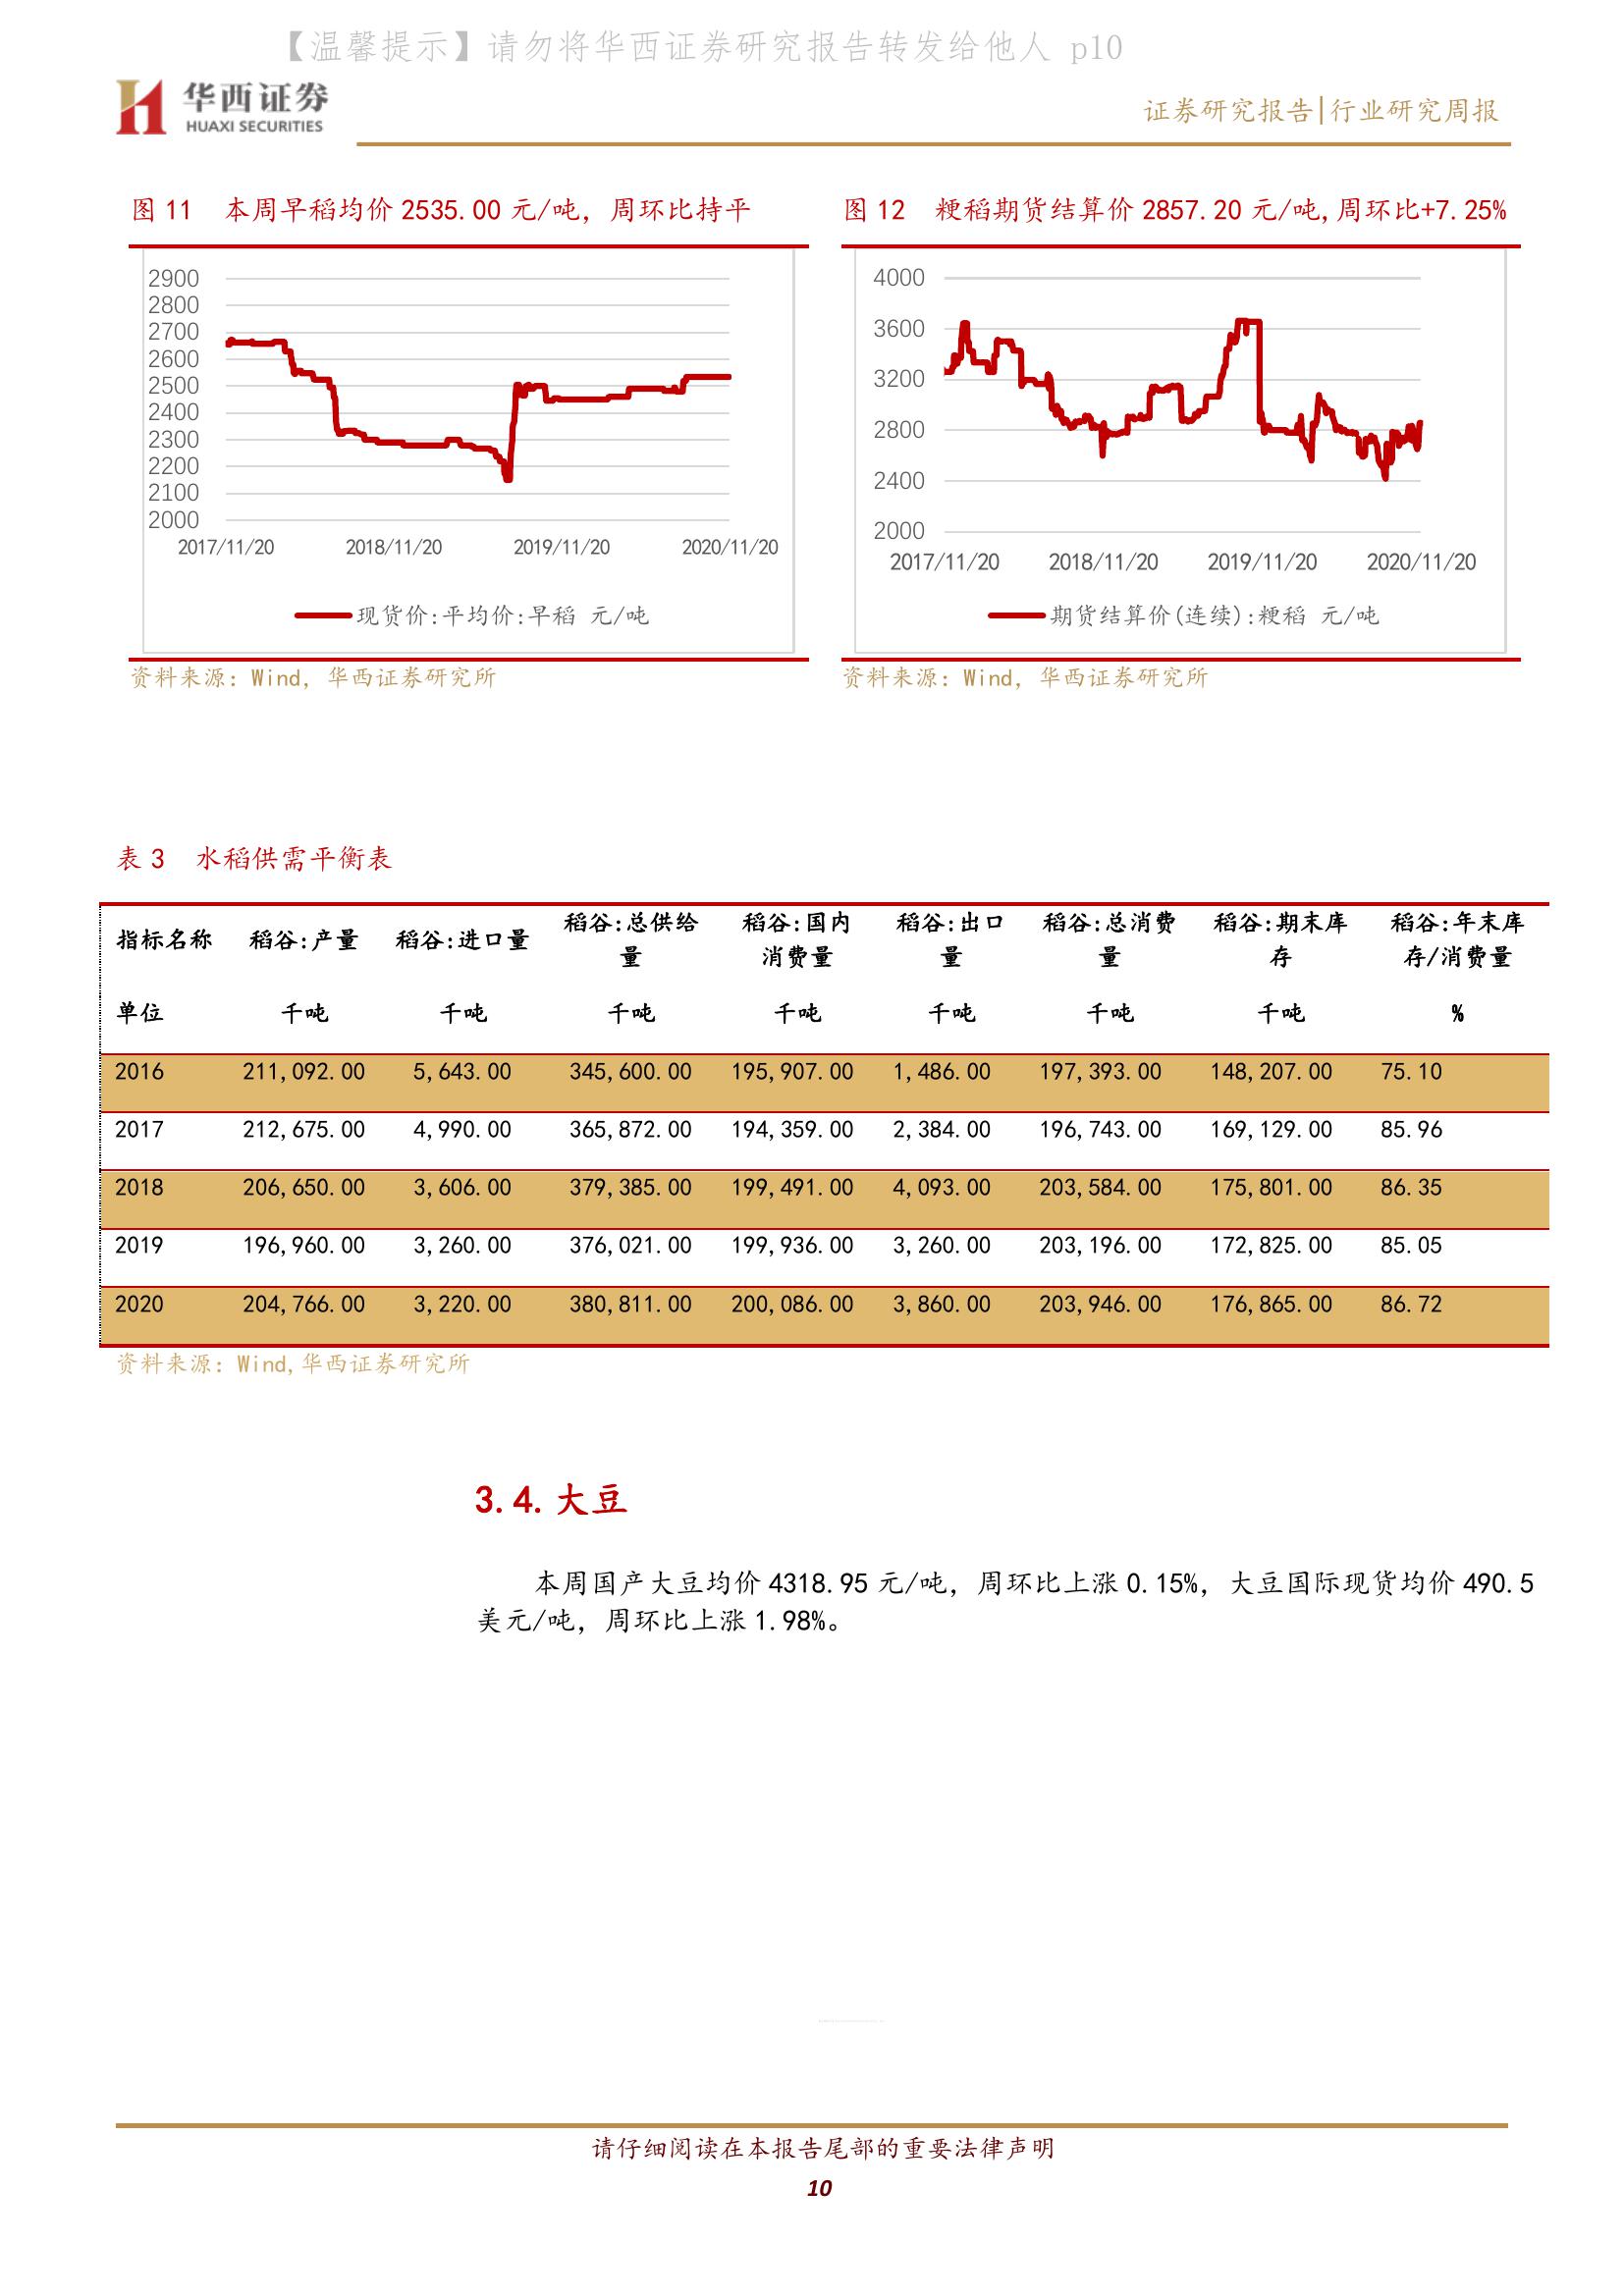 【温馨提示】请勿将华西证券研究报告转发给他人 p10
华西证券
HUAXI SECURITIES
证券研究报告|行业研究周报
图 11 本周早稻均价 2535.00 元/吨，周环比持平
2900
2800
2700
2600
2500
2400
2300
2200
2100
2000
2017/11/20 2018/11/20 2019/11/20 2020/11/20
现货价:平均价:早稻 元/吨
资料来源：Wind，华西证券研究所
图 12 粳稻期货结算价 2857.20 元/吨,周环比+7.25%
4000
3600
3200
2800
2400
2000
2017/11/20 2018/11/20 2019/11/20 2020/11/20
期货结算价(连续):粳稻 元/吨
资料来源：Wind，华西证券研究所
表 3 水稻供需平衡表
指标名称 稻谷:产量 稻谷:进口量 稻谷:总供给量 稻谷:国内消费量 稻谷:出口量 稻谷:总消费量 稻谷:期末库存 稻谷:年末库存/消费量
单位 千吨 千吨 千吨 千吨 千吨 千吨 千吨 %
2016 211,092.00 5,643.00 345,600.00 195,907.00 1,486.00 197,393.00 148,207.00 75.10
2017 212,675.00 4,990.00 365,872.00 194,359.00 2,384.00 196,743.00 169,129.00 85.96
2018 206,650.00 3,606.00 379,385.00 199,491.00 4,093.00 203,584.00 175,801.00 86.35
2019 196,960.00 3,260.00 376,021.00 199,936.00 3,260.00 203,196.00 172,825.00 85.05
2020 204,766.00 3,220.00 380,811.00 200,086.00 3,860.00 203,946.00 176,865.00 86.72
资料来源：Wind,华西证券研究所
3.4.大豆
本周国产大豆均价 4318.95 元/吨，周环比上涨 0.15%，大豆国际现货均价 490.5
美元/吨，周环比上涨 1.98%。
请仔细阅读在本报告尾部的重要法律声明
10